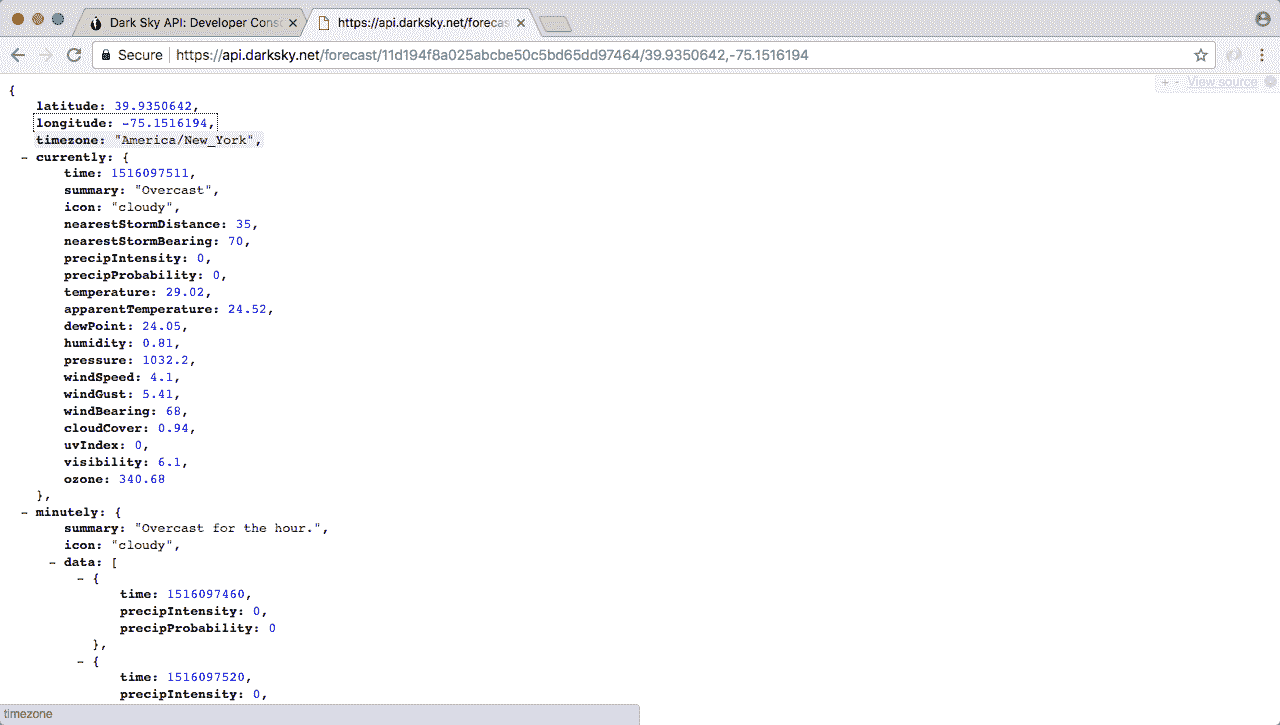 Dark Sky API: Developer Conso
https://api.darksky.net/forecas
Secure https://api.darksky.net/forecast/11d194f8a025abcbe50c5bd65dd97464/39.9350642,-75.1516194
+ - View source
{
latitude: 39.9350642,
longitude: -75.1516194,
timezone: "America/New_York",
- currently: {
time: 1516097511,
summary: "Overcast",
icon: "cloudy",
nearestStormDistance: 35,
nearestStormBearing: 70,
precipIntensity: 0,
precipProbability: 0,
temperature: 29.02,
apparentTemperature: 24.52,
dewPoint: 24.05,
humidity: 0.81,
pressure: 1032.2,
windSpeed: 4.1,
windGust: 5.41,
windBearing: 68,
cloudCover: 0.94,
uvIndex: 0,
visibility: 6.1,
ozone: 340.68
},
- minutely: {
summary: "Overcast for the hour.",
icon: "cloudy",
- data: [
- {
time: 1516097460,
precipIntensity: 0,
precipProbability: 0
},
- {
time: 1516097520,
precipIntensity: 0,
timezone